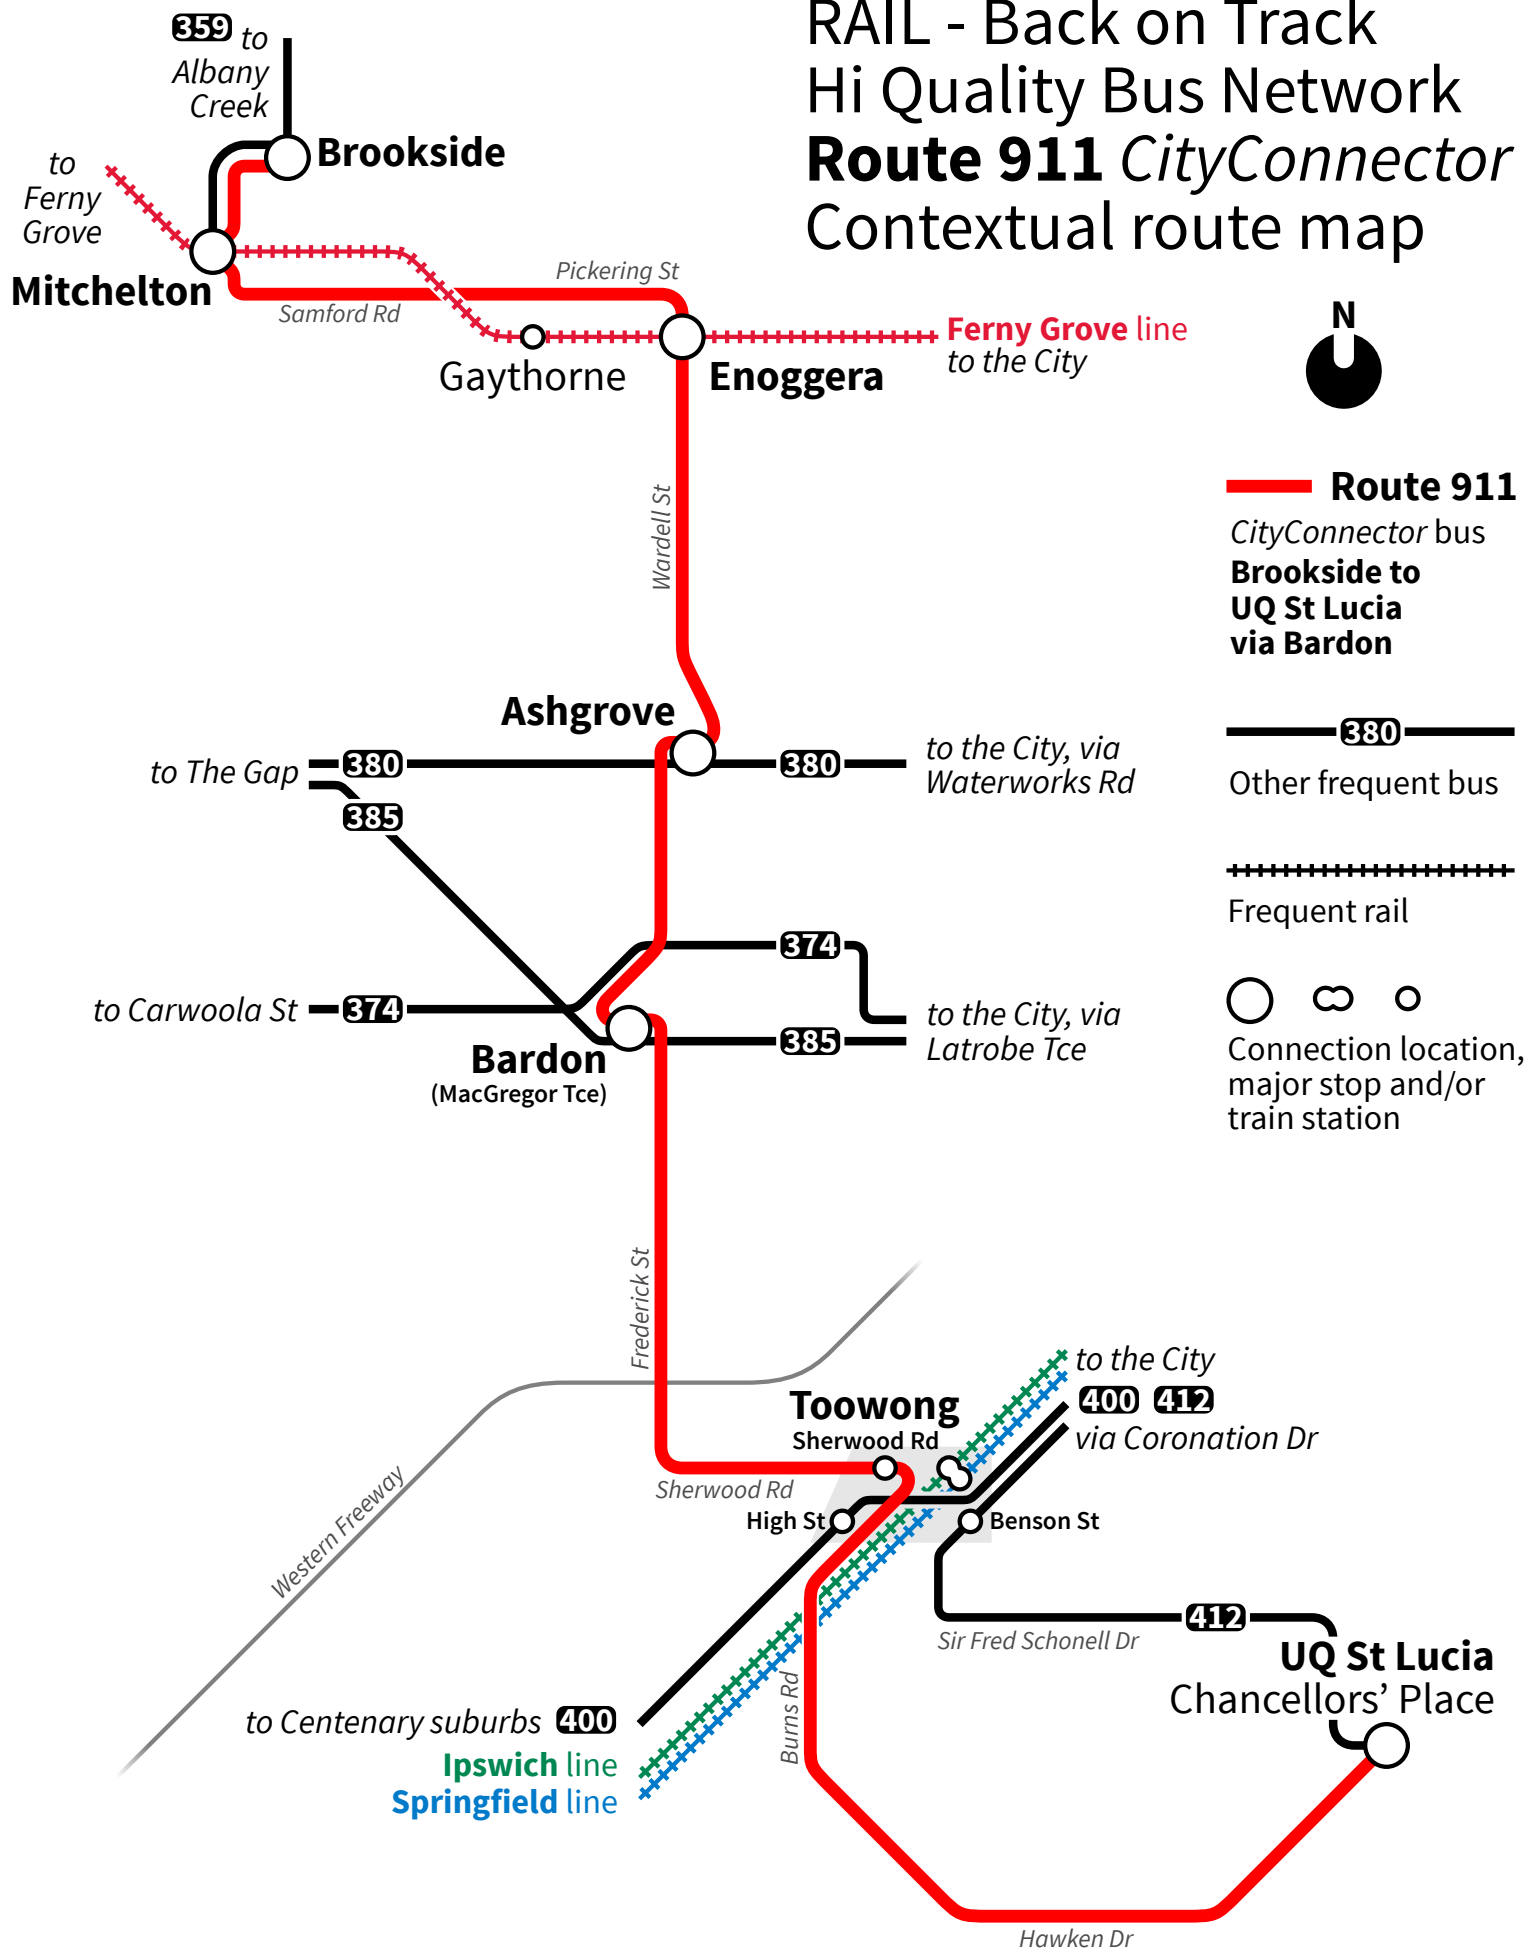 RAIL - Back on Track
Hi Quality Bus Network
Route 911 CityConnector
Contextual route map
359 to
Albany
Creek
Brookside
to
Ferny
Grove
Mitchelton
Pickering St
Samford Rd
Gaythorne
Enoggera
Ferny Grove line
to the City
N
Wardell St
Route 911
CityConnector bus
Brookside to
UQ St Lucia
via Bardon
380
Other frequent bus
Frequent rail
Connection location,
major stop and/or
train station
Ashgrove
to The Gap
380
380
to the City, via
Waterworks Rd
385
374
to Carwoola St
374
to the City, via
Latrobe Tce
385
Bardon
(MacGregor Tce)
Frederick St
Western Freeway
Toowong
Sherwood Rd
to the City
400 412
via Coronation Dr
Sherwood Rd
High St
Benson St
412
Sir Fred Schonell Dr
UQ St Lucia
Chancellors’ Place
to Centenary suburbs 400
Ipswich line
Springfield line
Burns Rd
Hawken Dr